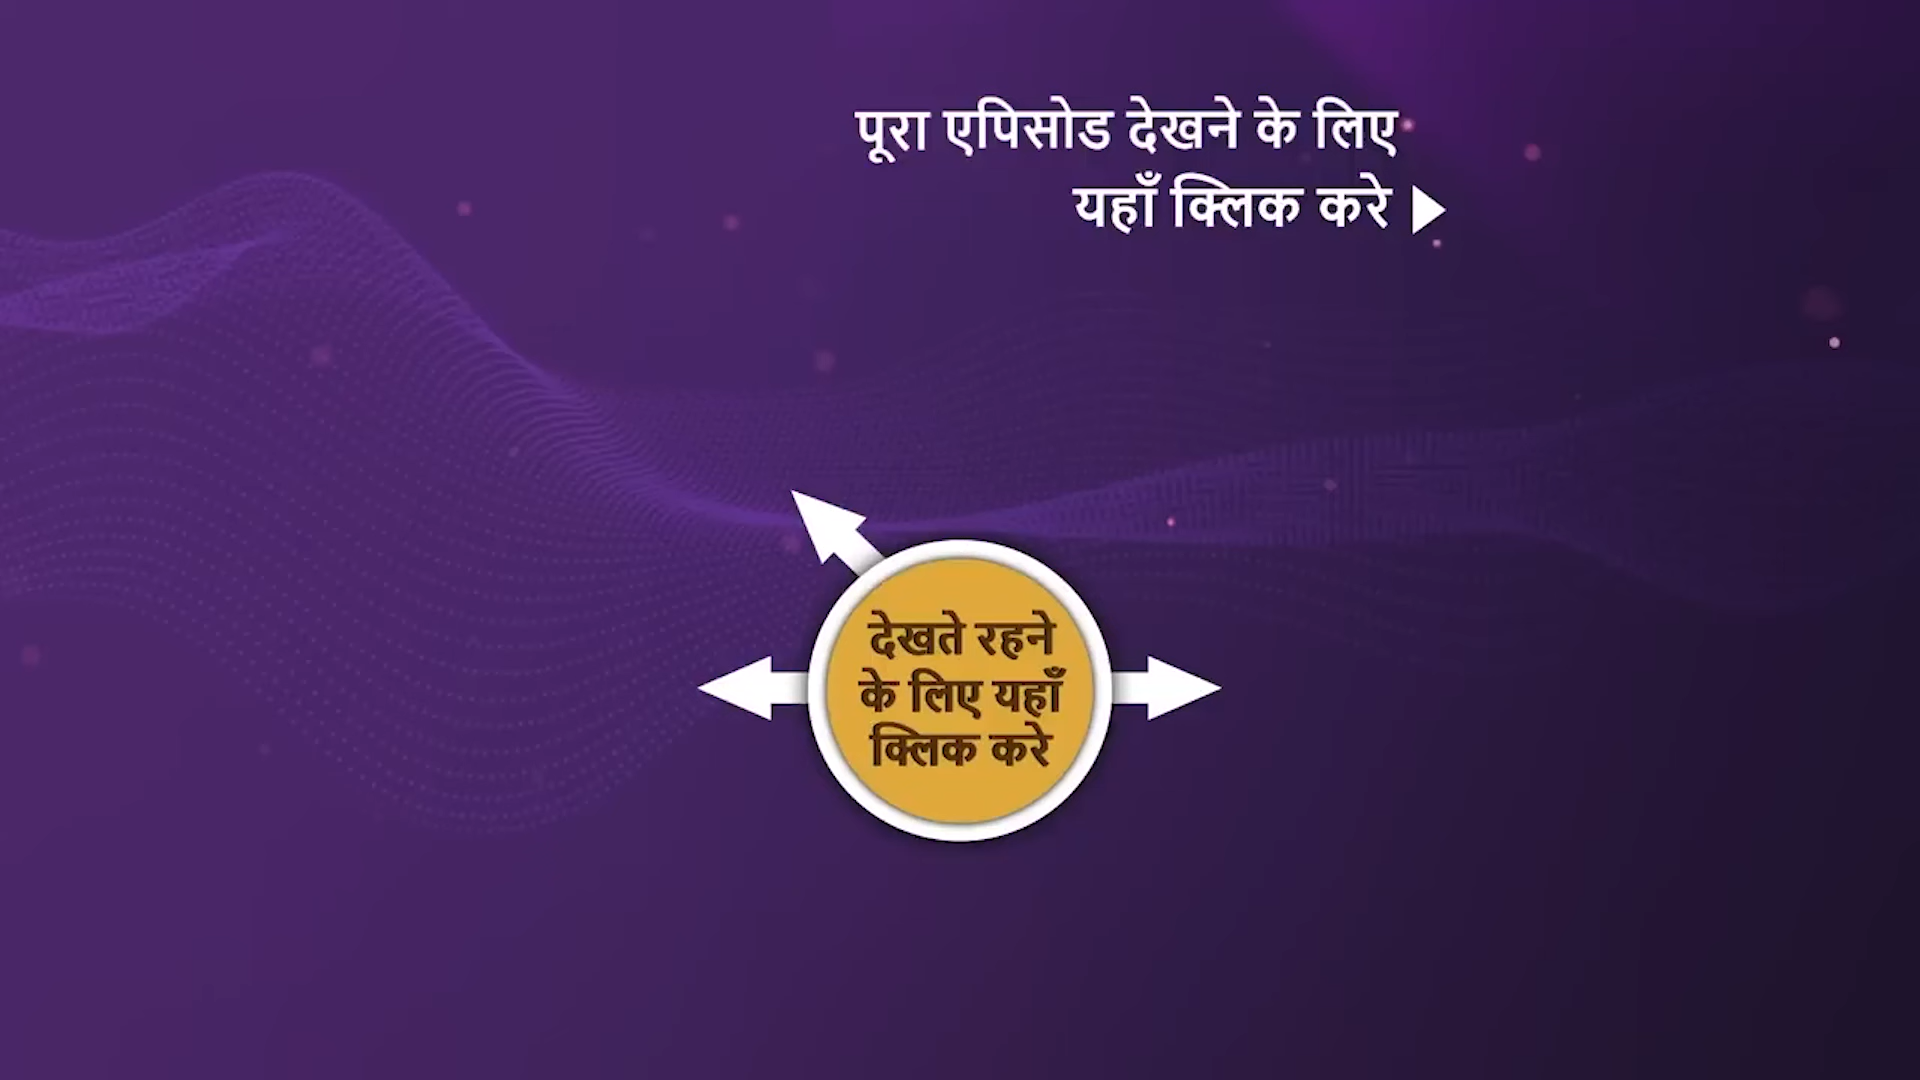 पूरा एपिसोड देखने के लिए
यहाँ क्लिक करे
देखते रहने
के लिए यहाँ
क्लिक करे